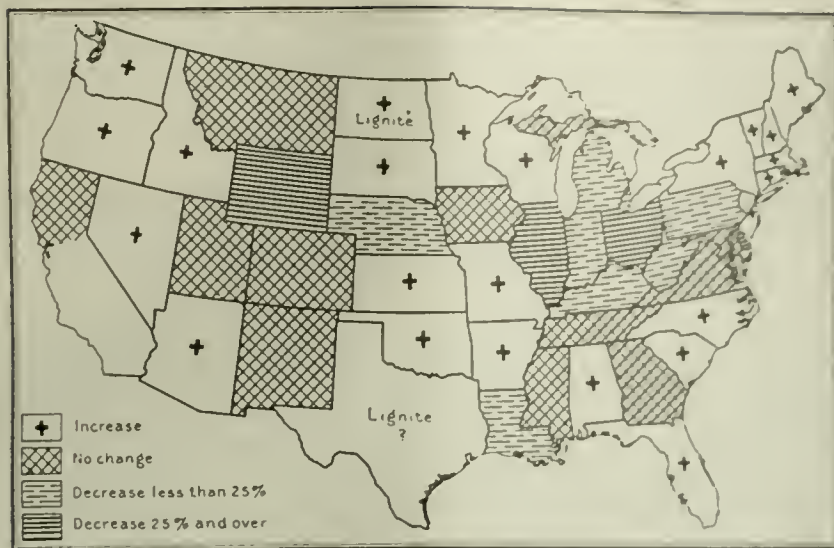 Lignite
Lignite
?
Increase
No change
Decrease less than 25%
Decrease 25% and over